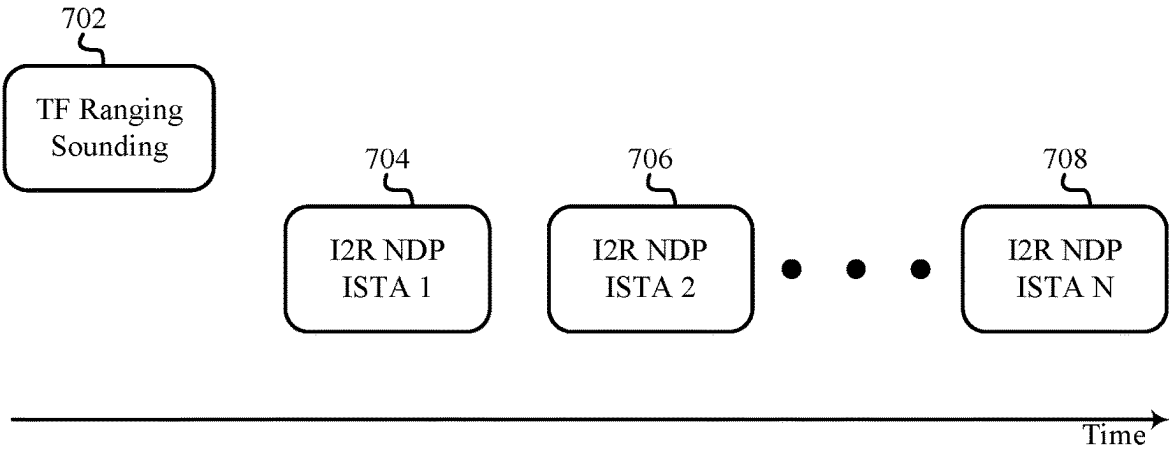 702
TF Ranging
Sounding
704
706
708
I2R NDP
ISTA 1
I2R NDP
ISTA 2
I2R NDP
ISTA N
Time